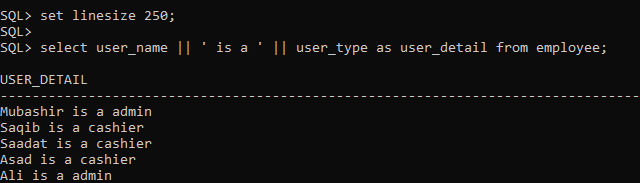 SQL> set linesize 250;
SQL>
SQL> select user_name || ' is a ' || user_type as user_detail from employee;
USER_DETAIL
--------------------------------------------------------------------------------
Mubashir is a admin
Saqib is a cashier
Saadat is a cashier
Asad is a cashier
Ali is a admin